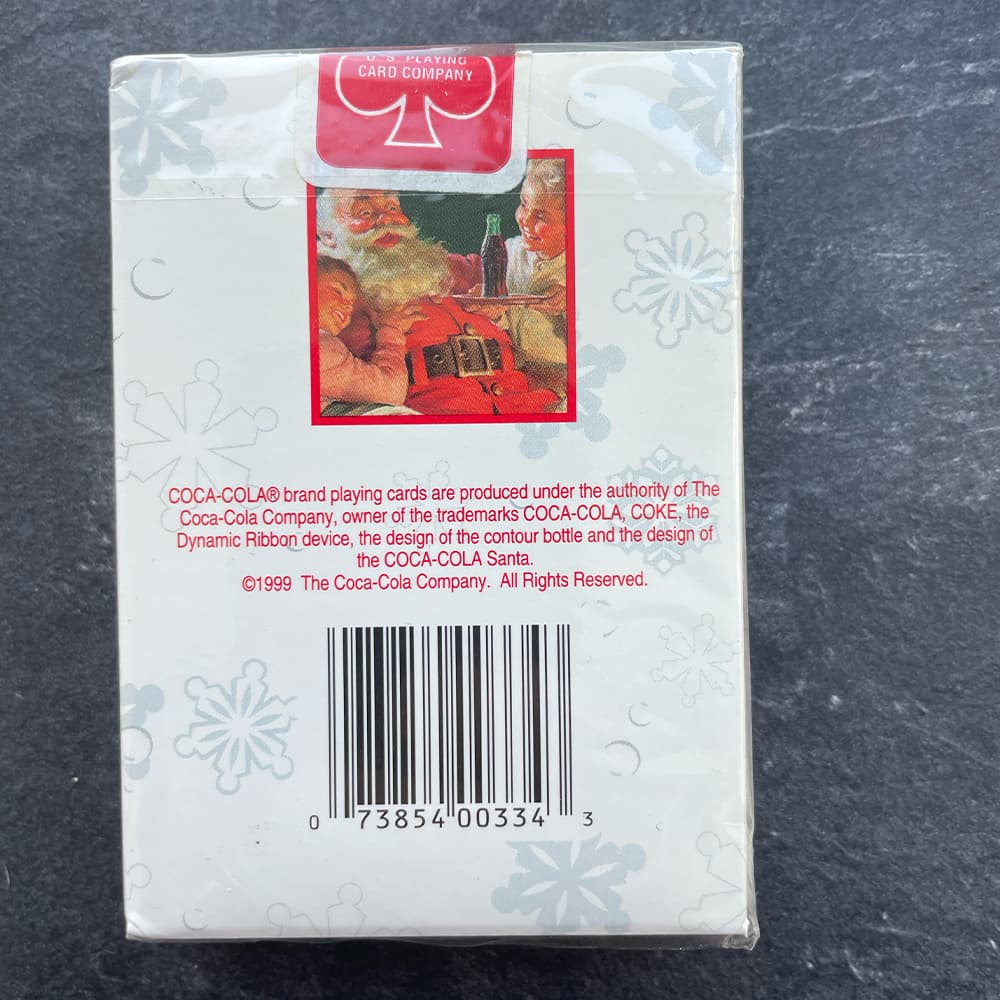 U S PLAYING
CARD COMPANY
COCA-COLA® brand playing cards are produced under the authority of The
Coca-Cola Company, owner of the trademarks COCA-COLA, COKE, the
Dynamic Ribbon device, the design of the contour bottle and the design of
the COCA-COLA Santa.
©1999 The Coca-Cola Company. All Rights Reserved.
0 73854 00334 3